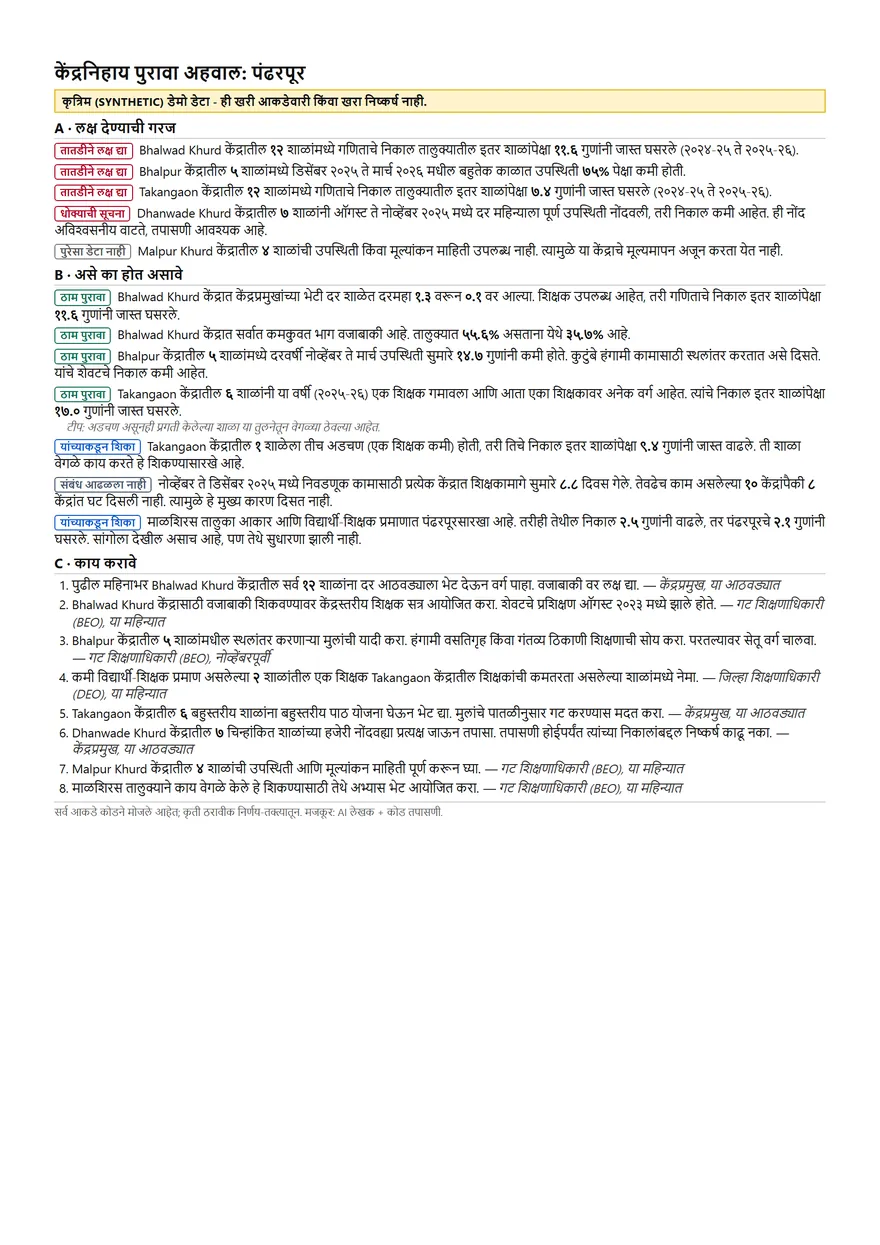 केंद्रनिहाय पुरावा अहवाल: पंढरपूर
कृत्रिम (SYNTHETIC) डेमो डेटा - ही खरी आकडेवारी किंवा खरा निष्कर्ष नाही.
A · लक्ष देण्याची गरज
तातडीने लक्ष द्या Bhalwad Khurd केंद्रातील १२ शाळांमध्ये गणिताचे निकाल तालुक्यातील इतर शाळांपेक्षा ११.६ गुणांनी जास्त घसरले (२०२४-२५ ते २०२५-२६).
तातडीने लक्ष द्या Bhalpur केंद्रातील ५ शाळांमध्ये डिसेंबर २०२५ ते मार्च २०२६ मधील बहुतेक काळात उपस्थिती ७५% पेक्षा कमी होती.
तातडीने लक्ष द्या Takangaon केंद्रातील १२ शाळांमध्ये गणिताचे निकाल तालुक्यातील इतर शाळांपेक्षा ७.४ गुणांनी जास्त घसरले (२०२४-२५ ते २०२५-२६).
धोक्याची सूचना Dhanwade Khurd केंद्रातील ७ शाळांनी ऑगस्ट ते नोव्हेंबर २०२५ मध्ये दर महिन्याला पूर्ण उपस्थिती नोंदवली, तरी निकाल कमी आहेत. ही नोंद
अविश्वसनीय वाटते, तपासणी आवश्यक आहे.
पुरेसा डेटा नाही Malpur Khurd केंद्रातील ४ शाळांची उपस्थिती किंवा मूल्यांकन माहिती उपलब्ध नाही. त्यामुळे या केंद्राचे मूल्यमापन अजून करता येत नाही.
B · असे का होत असावे
ठाम पुरावा Bhalwad Khurd केंद्रात केंद्रप्रमुखांच्या भेटी दर शाळेत दरमहा १.३ वरून ०.१ वर आल्या. शिक्षक उपलब्ध आहेत, तरी गणिताचे निकाल इतर शाळांपेक्षा
११.६ गुणांनी जास्त घसरले.
ठाम पुरावा Bhalwad Khurd केंद्रात सर्वात कमकुवत भाग वजाबाकी आहे. तालुक्यात ५५.६% असताना येथे ३५.७% आहे.
ठाम पुरावा Bhalpur केंद्रातील ५ शाळांमध्ये दरवर्षी नोव्हेंबर ते मार्च उपस्थिती सुमारे १४.७ गुणांनी कमी होते. कुटुंबे हंगामी कामासाठी स्थलांतर करतात असे दिसते.
यांचे शेवटचे निकाल कमी आहेत.
ठाम पुरावा Takangaon केंद्रातील ६ शाळांनी या वर्षी (२०२५-२६) एक शिक्षक गमावला आणि आता एका शिक्षकावर अनेक वर्ग आहेत. त्यांचे निकाल इतर शाळांपेक्षा
१७.० गुणांनी जास्त घसरले.
टीप: अडचण असूनही प्रगती केलेल्या शाळा या तुलनेतून वेगळ्या ठेवल्या आहेत.
यांच्याकडून शिका Takangaon केंद्रातील १ शाळेला तीच अडचण (एक शिक्षक कमी) होती, तरी तिचे निकाल इतर शाळांपेक्षा ९.४ गुणांनी जास्त वाढले. ती शाळा
वेगळे काय करते हे शिकण्यासारखे आहे.
संबंध आढळला नाही नोव्हेंबर ते डिसेंबर २०२५ मध्ये निवडणूक कामासाठी प्रत्येक केंद्रात शिक्षकामागे सुमारे ८.८ दिवस गेले. तेवढेच काम असलेल्या १० केंद्रांपैकी ८
केंद्रांत घट दिसली नाही. त्यामुळे हे मुख्य कारण दिसत नाही.
यांच्याकडून शिका माळशिरस तालुका आकार आणि विद्यार्थी-शिक्षक प्रमाणात पंढरपूरसारखा आहे. तरीही तेथील निकाल २.५ गुणांनी वाढले, तर पंढरपूरचे २.१ गुणांनी
घसरले. सांगोला देखील असाच आहे, पण तेथे सुधारणा झाली नाही.
C · काय करावे
1. पुढील महिनाभर Bhalwad Khurd केंद्रातील सर्व १२ शाळांना दर आठवड्याला भेट देऊन वर्ग पाहा. वजाबाकी वर लक्ष द्या. — केंद्रप्रमुख, या आठवड्यात
2. Bhalwad Khurd केंद्रासाठी वजाबाकी शिकवण्यावर केंद्रस्तरीय शिक्षक सत्र आयोजित करा. शेवटचे प्रशिक्षण ऑगस्ट २०२३ मध्ये झाले होते. — गट शिक्षणाधिकारी
(BEO), या महिन्यात
3. Bhalpur केंद्रातील ५ शाळांमधील स्थलांतर करणाऱ्या मुलांची यादी करा. हंगामी वसतिगृह किंवा गंतव्य ठिकाणी शिक्षणाची सोय करा. परतल्यावर सेतू वर्ग चालवा.
— गट शिक्षणाधिकारी (BEO), नोव्हेंबरपूर्वी
4. कमी विद्यार्थी-शिक्षक प्रमाण असलेल्या २ शाळांतील एक शिक्षक Takangaon केंद्रातील शिक्षकांची कमतरता असलेल्या शाळांमध्ये नेमा. — जिल्हा शिक्षणाधिकारी
(DEO), या महिन्यात
5. Takangaon केंद्रातील ६ बहुस्तरीय शाळांना बहुस्तरीय पाठ योजना घेऊन भेट द्या. मुलांचे पातळीनुसार गट करण्यास मदत करा. — केंद्रप्रमुख, या आठवड्यात
6. Dhanwade Khurd केंद्रातील ७ चिन्हांकित शाळांच्या हजेरी नोंदवह्या प्रत्यक्ष जाऊन तपासा. तपासणी होईपर्यंत त्यांच्या निकालांबद्दल निष्कर्ष काढू नका. —
केंद्रप्रमुख, या आठवड्यात
7. Malpur Khurd केंद्रातील ४ शाळांची उपस्थिती आणि मूल्यांकन माहिती पूर्ण करून घ्या. — गट शिक्षणाधिकारी (BEO), या महिन्यात
8. माळशिरस तालुक्याने काय वेगळे केले हे शिकण्यासाठी तेथे अभ्यास भेट आयोजित करा. — गट शिक्षणाधिकारी (BEO), या महिन्यात
सर्व आकडे कोडने मोजले आहेत; कृती ठरावीक निर्णय-तक्त्यातून. मजकूर: AI लेखक + कोड तपासणी.